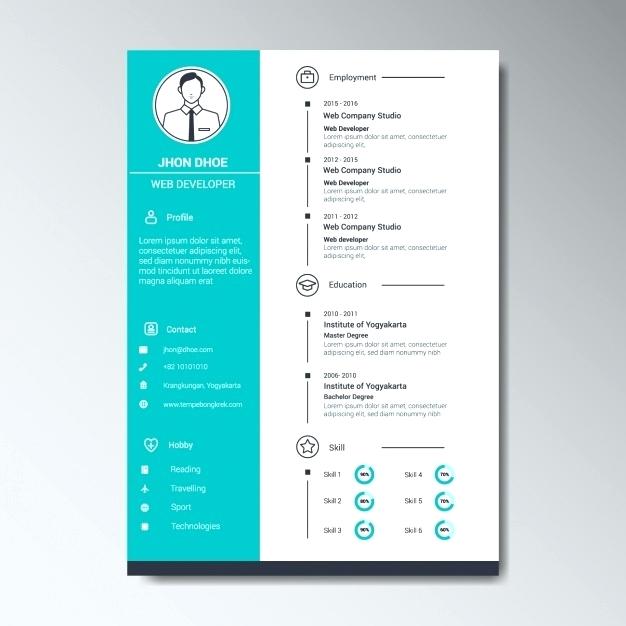 JHON DHOE
WEB DEVELOPER
Profile
Lorem ipsum dolor sit amet,
consectetuer adipiscing elit,
sed diam nonummy nibh euis-
mod tincidunt ut laoreet dolore
magna aliquam erat
Contact
jhon@dhoe.com
+82 10101010
Krangkungan, Yogyakarta
www.tempebongkrek.com
Hobby
Reading
Travelling
Sport
Technologies
Employment
2015 - 2016
Web Company Studio
Web Developer
Lorem ipsum dolor sit amet, consectetuer
adipiscing elit,
2012 - 2015
Web Company Studio
Web Developer
Lorem ipsum dolor sit amet, consectetuer
adipiscing elit,
2011 - 2012
Web Company Studio
Web developer
Lorem ipsum dolor sit amet, consectetuer
adipiscing elit,
Education
2010 - 2011
Institute of Yogyakarta
Master Degree
Lorem ipsum dolor sit amet, consectetuer
adipiscing elit, sed diam nonummy nibh
2006- 2010
Institute of Yogyakarta
Bachelor Degree
Lorem ipsum dolor sit amet, consectetuer
adipiscing elit, sed diam nonummy nibh
Skill
Skill 1 90% Skill 4 70%
Skill 2 80% Skill 5 70%
Skill 3 90% Skill 6 60%